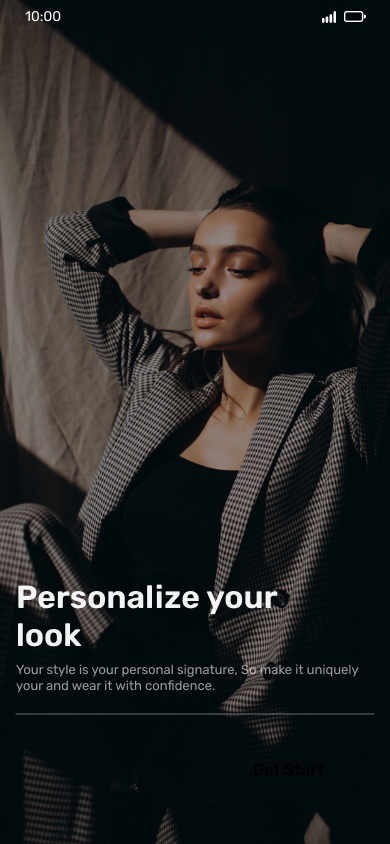 10:00
Personalize your
look
Your style is your personal signature, So make it uniquely
your and wear it with confidence.
Get Start